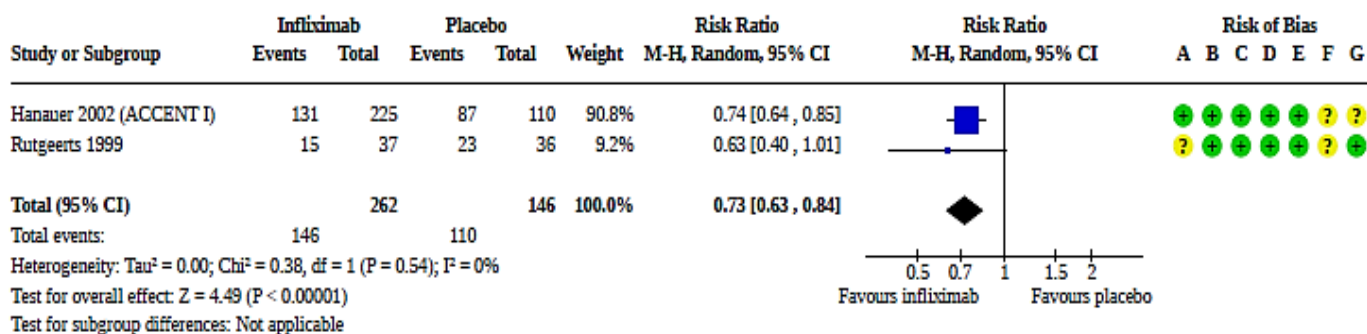 Infliximab Placebo Risk Ratio Risk Ratio Risk of Bias
Study or Subgroup Events Total Events Total Weight M-H, Random, 95% CI M-H, Random, 95% CI A B C D E F G
Hanauer 2002 (ACCENT I) 131 225 87 110 90.8% 0.74 [0.64 , 0.85] + + + + + ? ?
Rutgeerts 1999 15 37 23 36 9.2% 0.63 [0.40 , 1.01] ? + + + + ? +
Total (95% CI) 262 146 100.0% 0.73 [0.63 , 0.84]
Total events: 146 110
Heterogeneity: Tau² = 0.00; Chi² = 0.38, df = 1 (P = 0.54); I² = 0%
0.5 0.7 1 1.5 2
Test for overall effect: Z = 4.49 (P < 0.00001) Favours infliximab Favours placebo
Test for subgroup differences: Not applicable